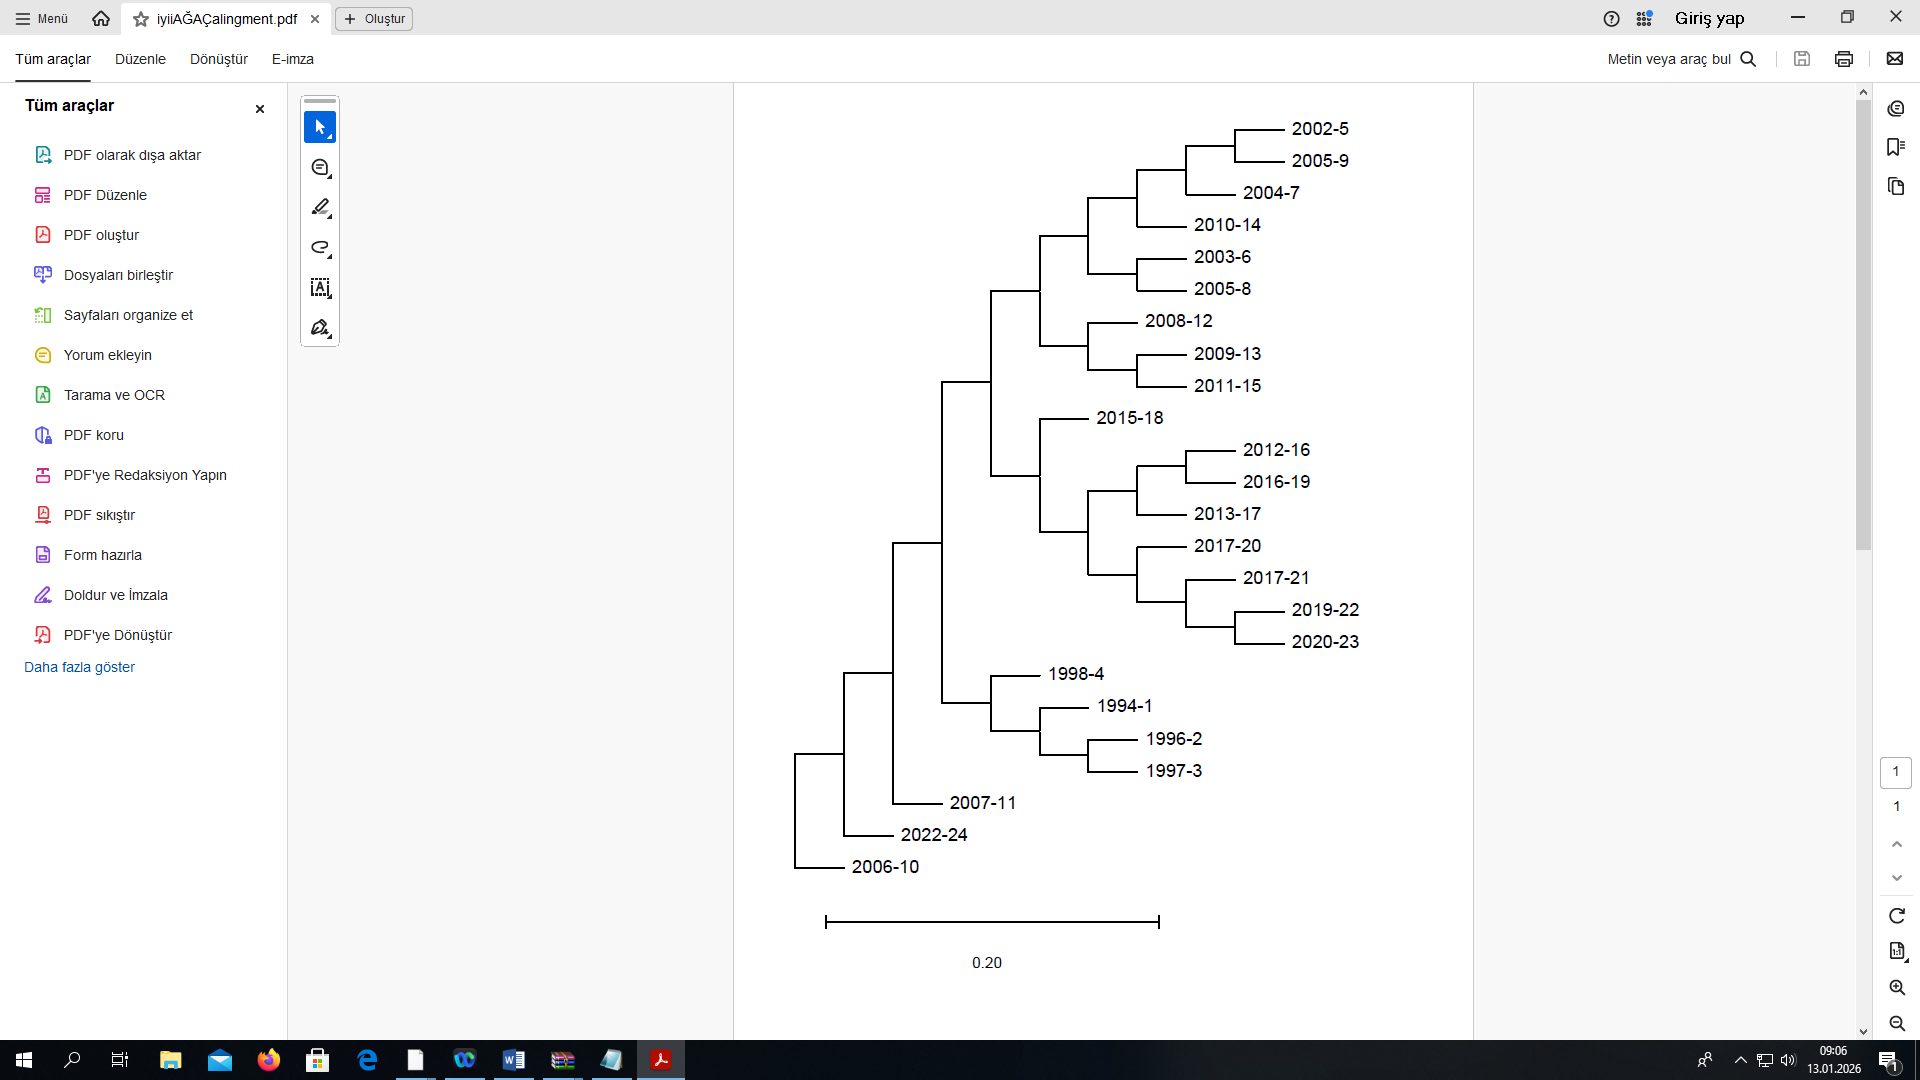 Menü
iyiiAĞAÇalingment.pdf
Oluştur
Giriş yap
Tüm araçlar
Düzenle
Dönüştür
E-imza
Metin veya araç bul
Tüm araçlar
PDF olarak dışa aktar
PDF Düzenle
PDF oluştur
Dosyaları birleştir
Sayfaları organize et
Yorum ekleyin
Tarama ve OCR
PDF koru
PDF'ye Redaksiyon Yapın
PDF sıkıştır
Form hazırla
Doldur ve İmzala
PDF'ye Dönüştür
Daha fazla göster
2002-5
2005-9
2004-7
2010-14
2003-6
2005-8
2008-12
2009-13
2011-15
2015-18
2012-16
2016-19
2013-17
2017-20
2017-21
2019-22
2020-23
1998-4
1994-1
1996-2
1997-3
2007-11
2022-24
2006-10
0.20
1
1
09:06
13.01.2026
1